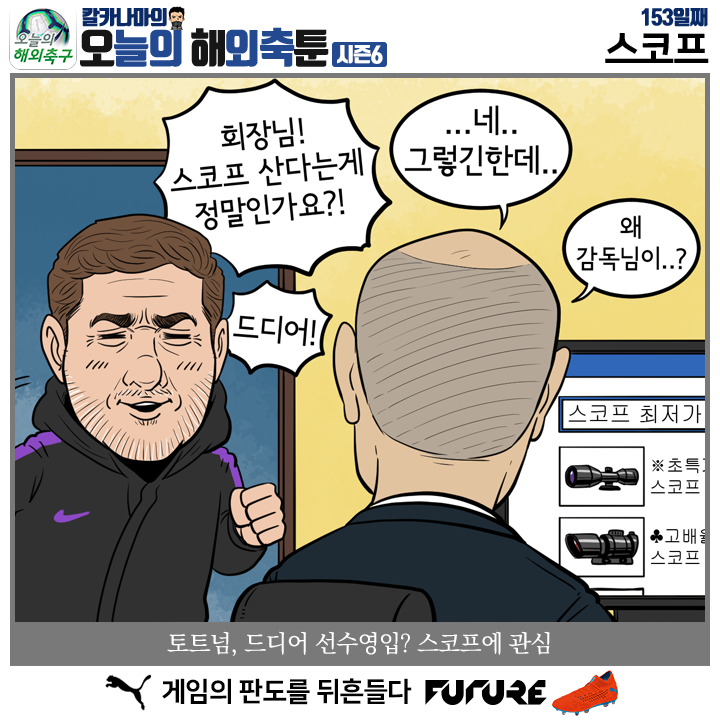 오늘의
해외축구
칼카나마의
오늘의 해외축툰
시즌6
153일째
스코프
회장님!
스코프 산다는게
정말인가요?!
...네..
그렇긴한데..
왜
감독님이..?
드디어!
스코프 최저가
※초특
스코프
♣고배율
스코프
토트넘, 드디어 선수영입? 스코프에 관심
게임의 판도를 뒤흔들다 FUTURE